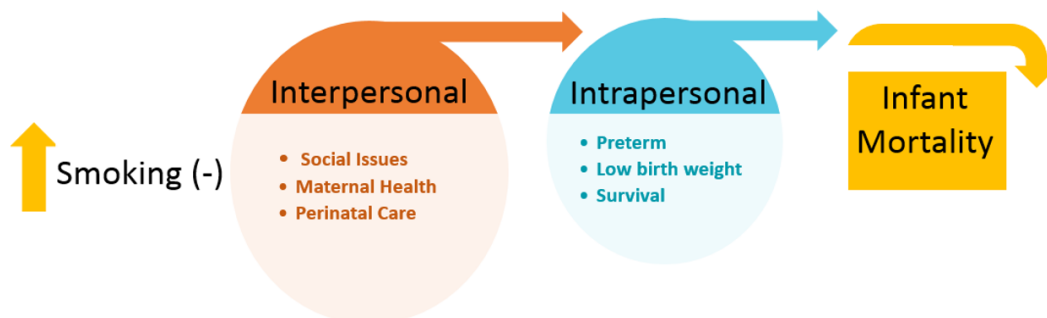 Smoking (-)
Interpersonal
• Social Issues
• Maternal Health
• Perinatal Care
Intrapersonal
• Preterm
• Low birth weight
• Survival
Infant
Mortality